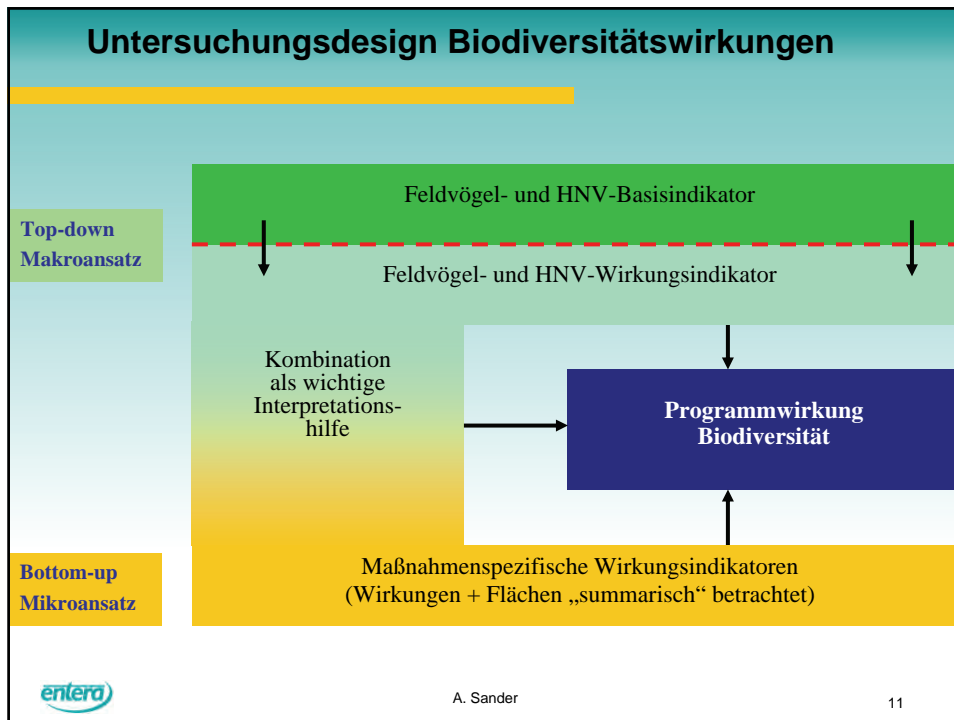 Untersuchungsdesign Biodiversitätswirkungen
Feldvögel- und HNV-Basisindikator
Top-down
Makroansatz
Feldvögel- und HNV-Wirkungsindikator
Kombination
als wichtige
Interpretations-
hilfe
Programmwirkung
Biodiversität
Bottom-up
Mikroansatz
Maßnahmenspezifische Wirkungsindikatoren
(Wirkungen + Flächen „summarisch“ betrachtet)
entera
A. Sander
11